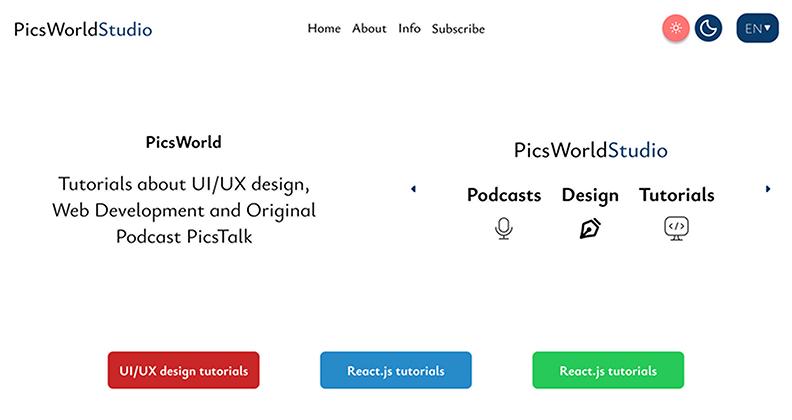 PicsWorldStudio
Home About Info Subscribe
EN
PicsWorld
Tutorials about UI/UX design,
Web Development and Original
Podcast PicsTalk
PicsWorldStudio
Podcasts Design Tutorials
</>
UI/UX design tutorials
React.js tutorials
React.js tutorials